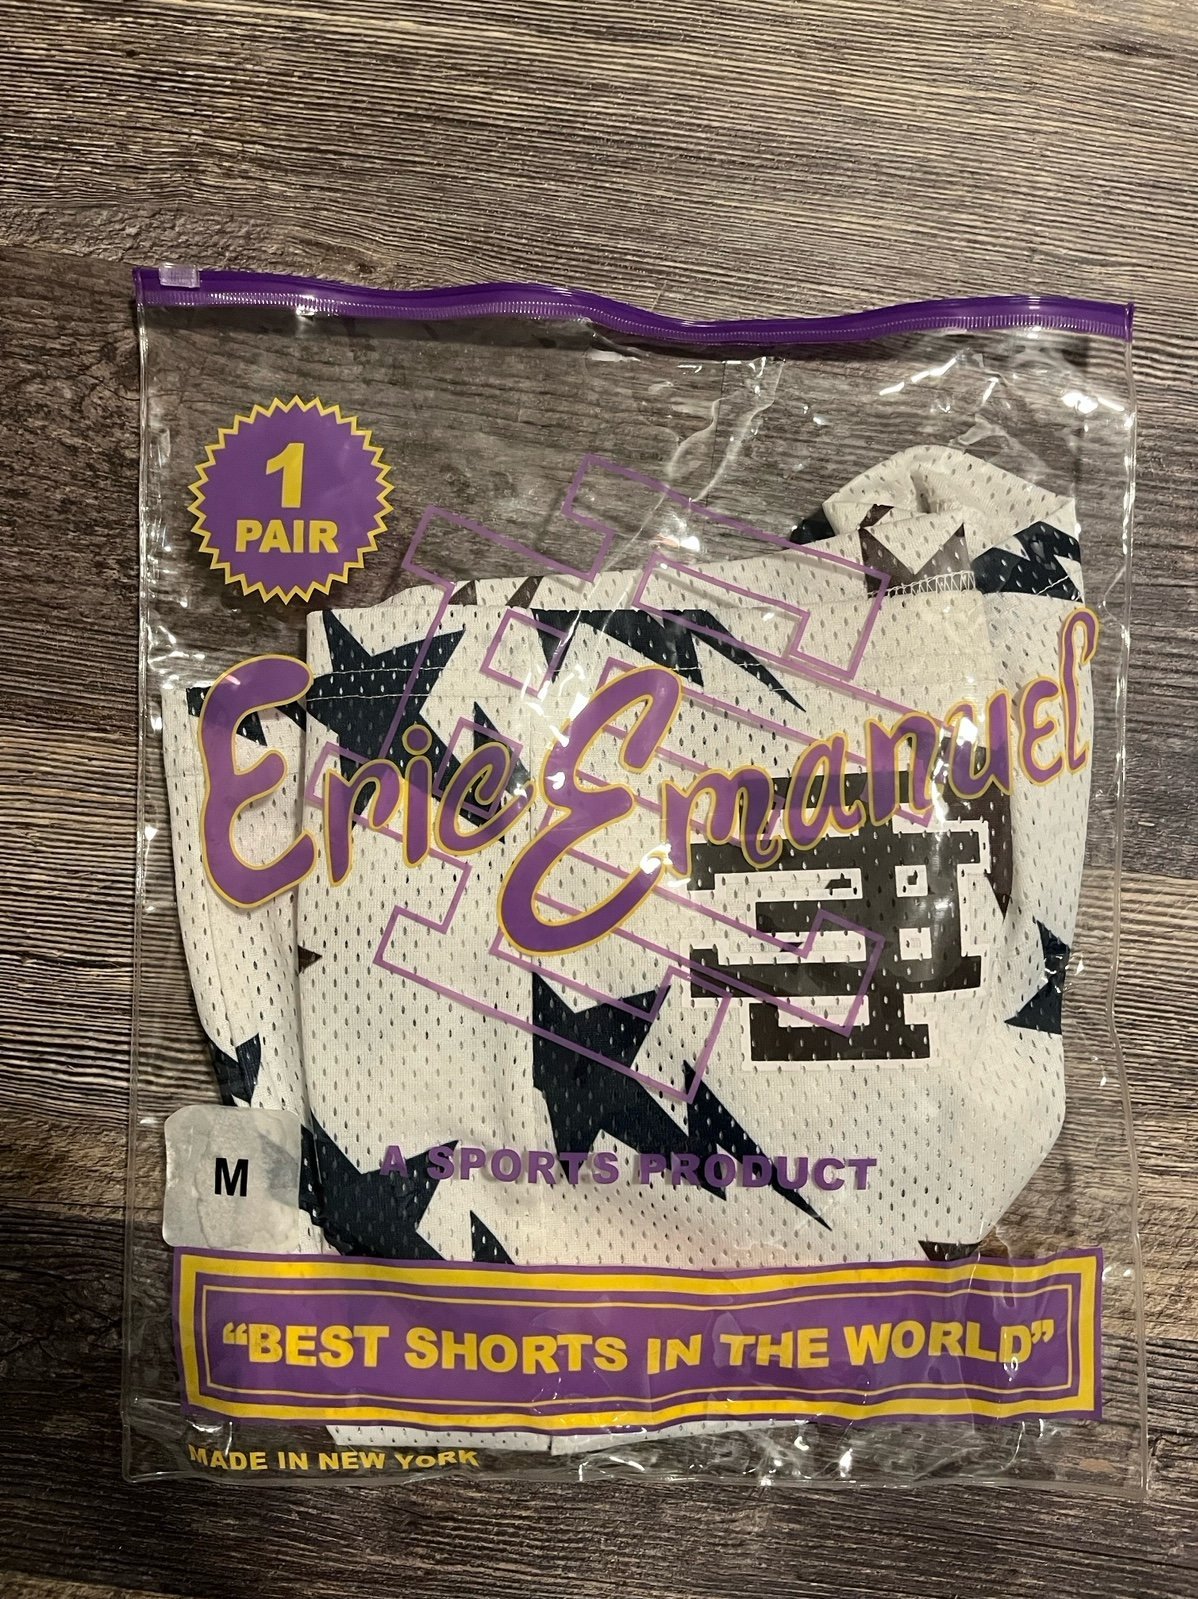 1
PAIR
Eric Emanuel
A SPORTS PRODUCT
M
“BEST SHORTS IN THE WORLD”
MADE IN NEW YORK